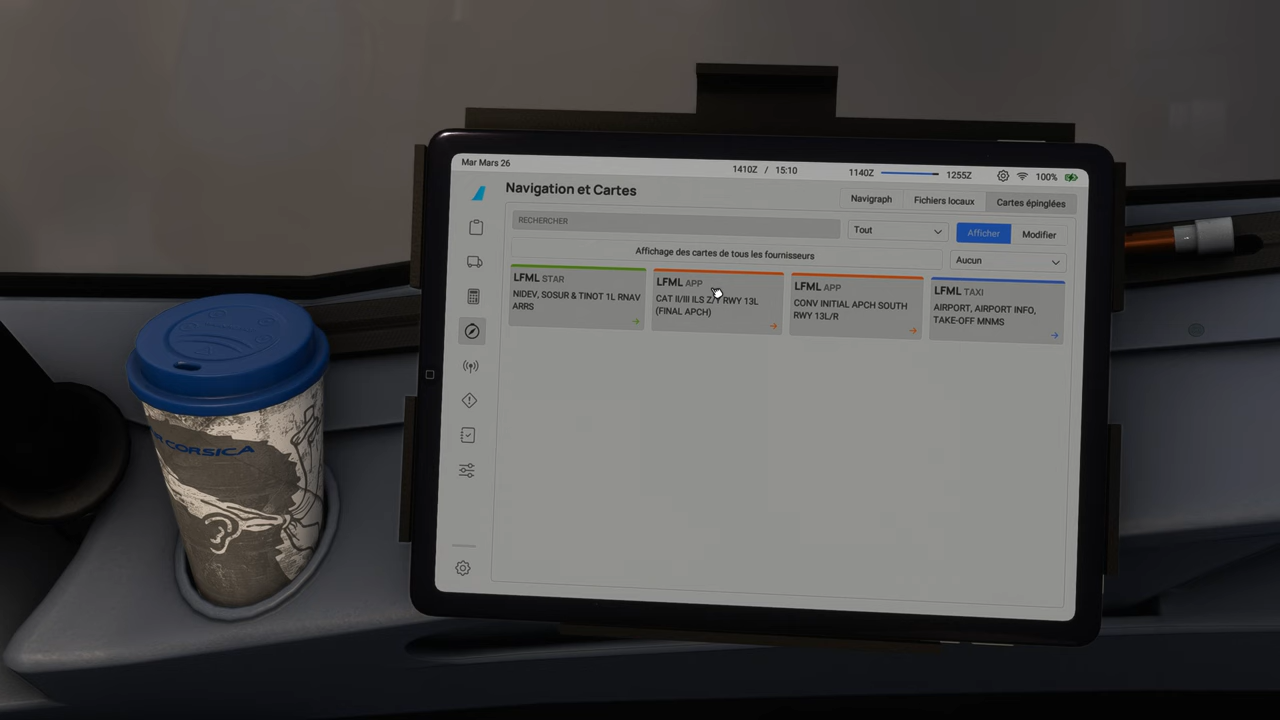 Mar Mars 26
1410Z / 15:10
1140Z
1255Z
100%
Navigation et Cartes
Navigraph
Fichiers locaux
Cartes épinglées
RECHERCHER
Tout
Afficher
Modifier
Affichage des cartes de tous les fournisseurs
Aucun
LFML STAR
NIDEV, SOSUR & TINOT 1L RNAV
ARRS
LFML APP
CAT II/III ILS Z/Y RWY 13L
(FINAL APCH)
LFML APP
CONV INITIAL APCH SOUTH
RWY 13L/R
LFML TAXI
AIRPORT, AIRPORT INFO,
TAKE-OFF MNMS
CORSICA